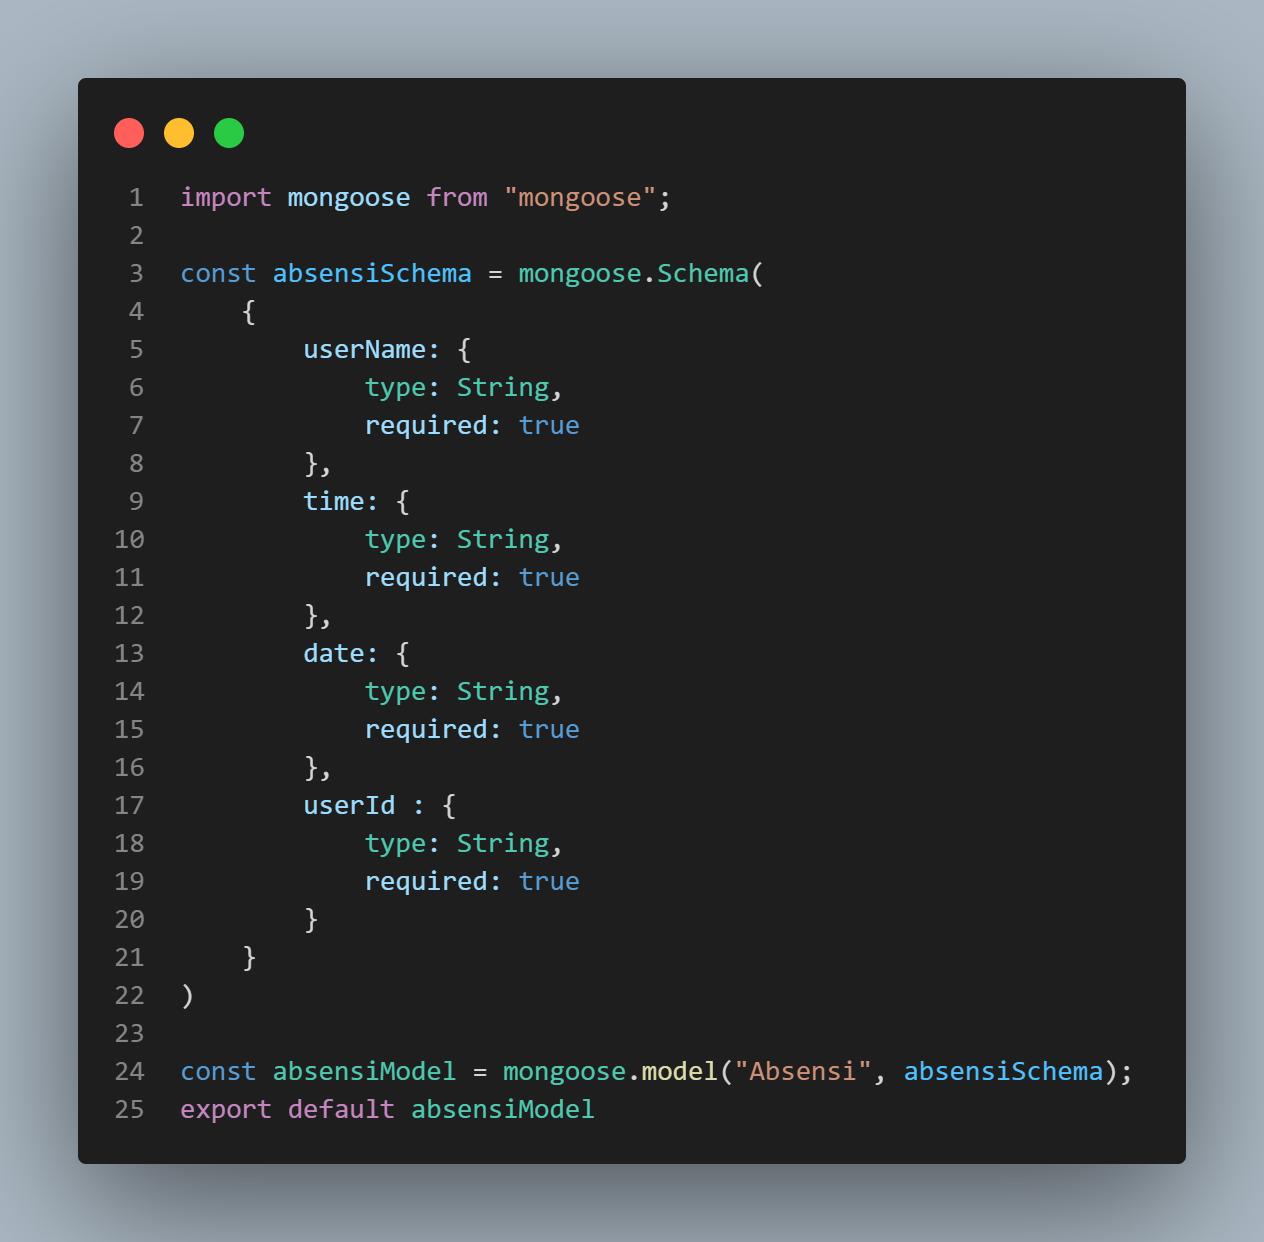 1 import mongoose from "mongoose";
2
3 const absensiSchema = mongoose.Schema(
4     {
5         userName: {
6             type: String,
7             required: true
8         },
9         time: {
10             type: String,
11             required: true
12         },
13         date: {
14             type: String,
15             required: true
16         },
17         userId : {
18             type: String,
19             required: true
20         }
21     }
22 )
23
24 const absensiModel = mongoose.model("Absensi", absensiSchema);
25 export default absensiModel